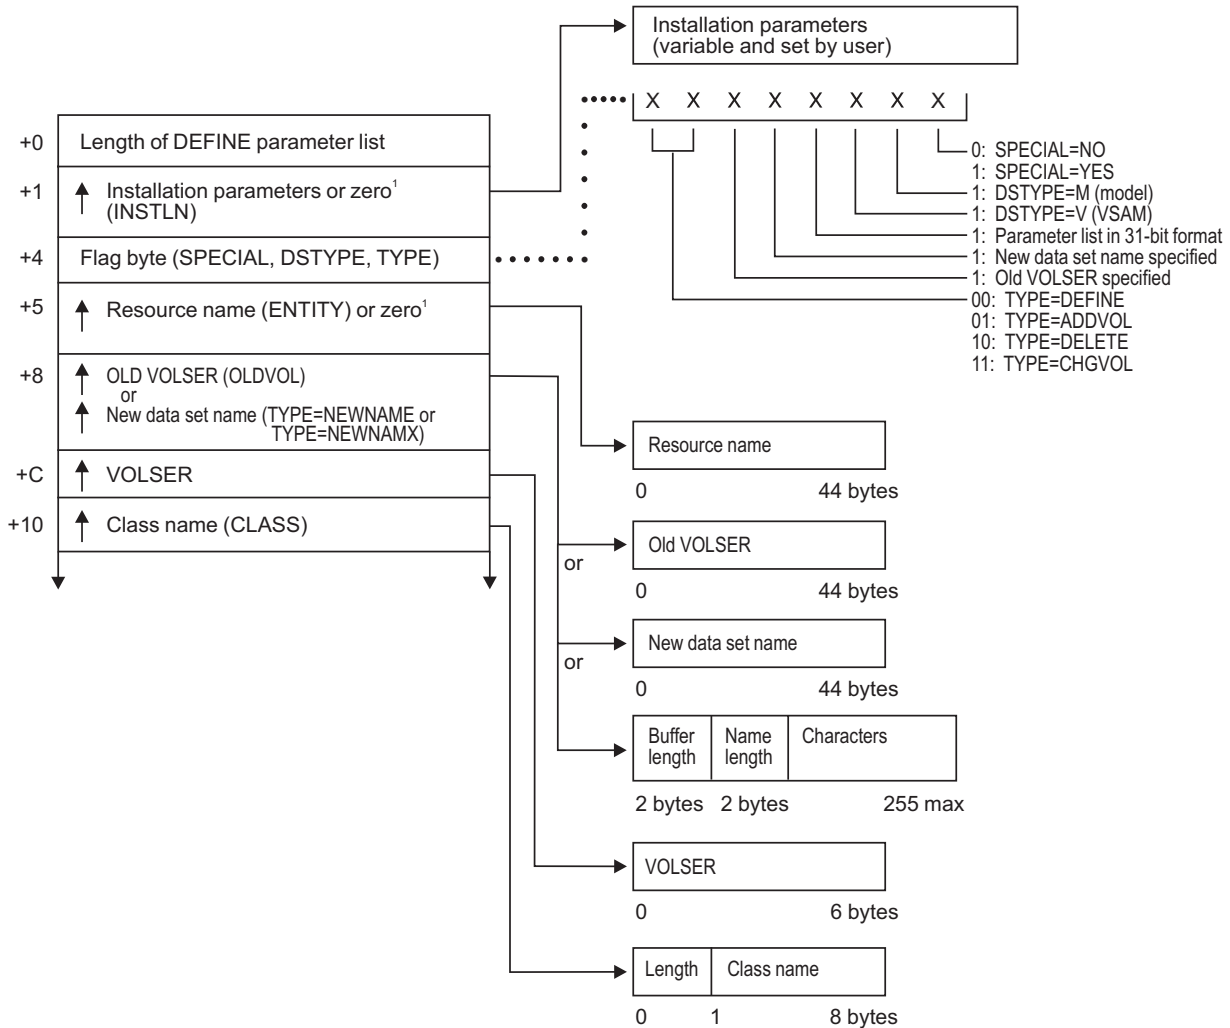 Installation parameters
(variable and set by user)
X X X X X X X X
0: SPECIAL=NO
1: SPECIAL=YES
1: DSTYPE=M (model)
1: DSTYPE=V (VSAM)
1: Parameter list in 31-bit format
1: New data set name specified
1: Old VOLSER specified
00: TYPE=DEFINE
01: TYPE=ADDVOL
10: TYPE=DELETE
11: TYPE=CHGVOL
+0 Length of DEFINE parameter list
+1 Installation parameters or zero¹
(INSTLN)
+4 Flag byte (SPECIAL, DSTYPE, TYPE)
+5 Resource name (ENTITY) or zero¹
+8 OLD VOLSER (OLDVOL)
or
New data set name (TYPE=NEWNAME or
TYPE=NEWNAMX)
+C VOLSER
+10 Class name (CLASS)
Resource name
0 44 bytes
or
Old VOLSER
0 44 bytes
or
New data set name
0 44 bytes
Buffer
length
Name
length
Characters
2 bytes 2 bytes 255 max
VOLSER
0 6 bytes
Length Class name
0 1 8 bytes